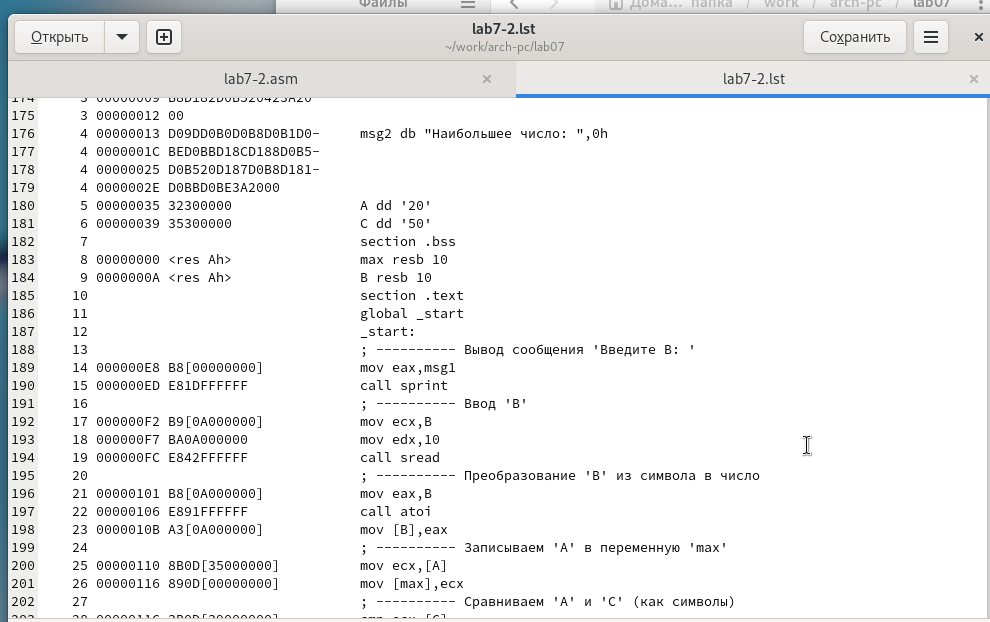 Файлы
Дома... папка / work / arch-pc / lab07
Открыть
lab7-2.lst
~/work/arch-pc/lab07
Сохранить
lab7-2.asm
lab7-2.lst
174 3 00000009 B8D182D0B520423A20
175 3 00000012 00
176 4 00000013 D09DD0B0D0B8D0B1D0- msg2 db "Наибольшее число: ",0h
177 4 0000001C BED0BBD18CD188D0B5-
178 4 00000025 D0B520D187D0B8D181-
179 4 0000002E D0BBD0BE3A2000
180 5 00000035 32300000 A dd '20'
181 6 00000039 35300000 C dd '50'
182 7 section .bss
183 8 00000000 <res Ah> max resb 10
184 9 0000000A <res Ah> B resb 10
185 10 section .text
186 11 global _start
187 12 _start:
188 13 ; ---------- Вывод сообщения 'Введите B: '
189 14 000000E8 B8[00000000] mov eax,msg1
190 15 000000ED E81DFFFFFF call sprint
191 16 ; ---------- Ввод 'B'
192 17 000000F2 B9[0A000000] mov ecx,B
193 18 000000F7 BA0A000000 mov edx,10
194 19 000000FC E842FFFFFF call sread
195 20 ; ---------- Преобразование 'B' из символа в число
196 21 00000101 B8[0A000000] mov eax,B
197 22 00000106 E891FFFFFF call atoi
198 23 0000010B A3[0A000000] mov [B],eax
199 24 ; ---------- Записываем 'A' в переменную 'max'
200 25 00000110 8B0D[35000000] mov ecx,[A]
201 26 00000116 890D[00000000] mov [max],ecx
202 27 ; ---------- Сравниваем 'A' и 'C' (как символы)